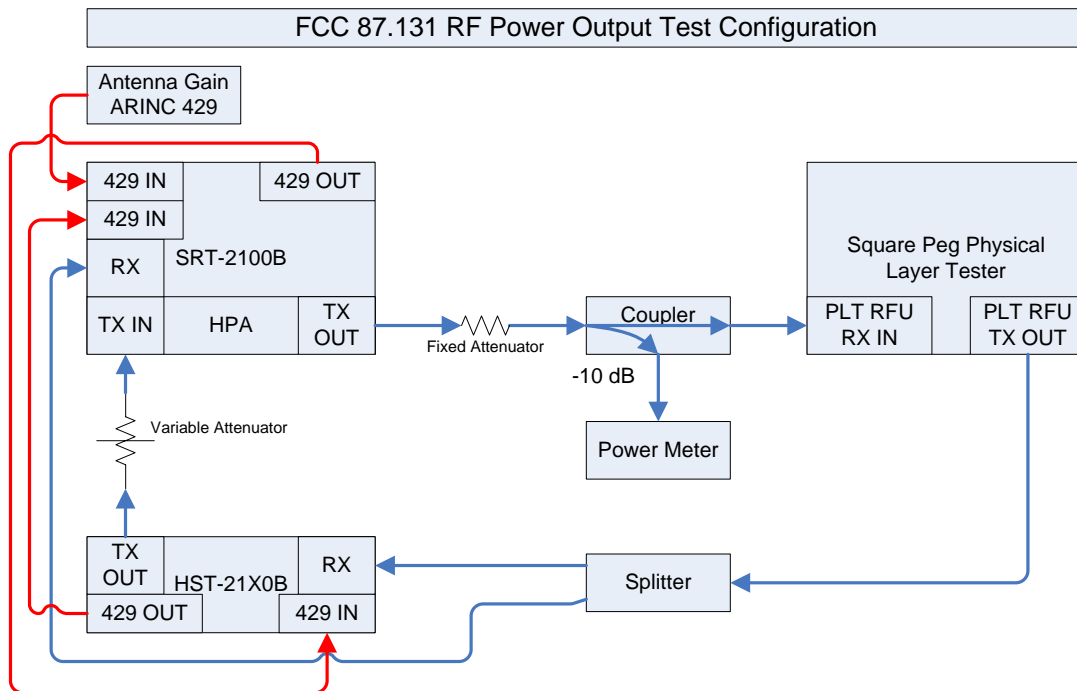 FCC 87.131 RF Power Output Test Configuration
Antenna Gain
ARINC 429
429 IN
429 OUT
429 IN
SRT-2100B
RX
TX IN
HPA
TX
OUT
Fixed Attenuator
Coupler
-10 dB
Power Meter
Square Peg Physical
Layer Tester
PLT RFU
RX IN
PLT RFU
TX OUT
Variable Attenuator
TX
OUT
HST-21X0B
RX
429 OUT
429 IN
Splitter